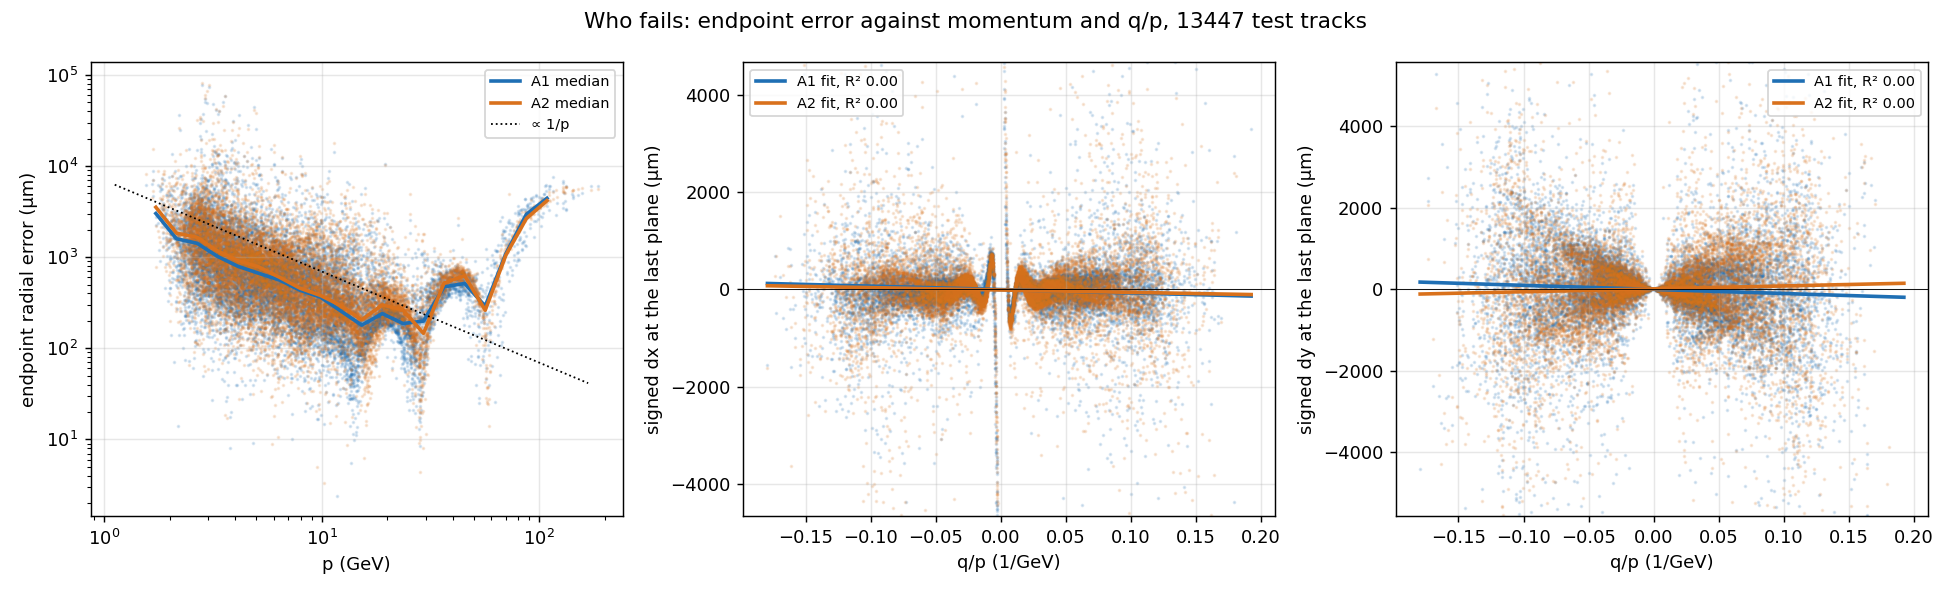 Who fails: endpoint error against momentum and q/p, 13447 test tracks
endpoint radial error (μm)
10⁵
10⁴
10³
10²
10¹
10⁰
10¹
10²
p (GeV)
A1 median
A2 median
∝ 1/p
signed dx at the last plane (μm)
4000
2000
0
−2000
−4000
−0.15
−0.10
−0.05
0.00
0.05
0.10
0.15
0.20
q/p (1/GeV)
A1 fit, R² 0.00
A2 fit, R² 0.00
signed dy at the last plane (μm)
4000
2000
0
−2000
−4000
−0.15
−0.10
−0.05
0.00
0.05
0.10
0.15
0.20
q/p (1/GeV)
A1 fit, R² 0.00
A2 fit, R² 0.00